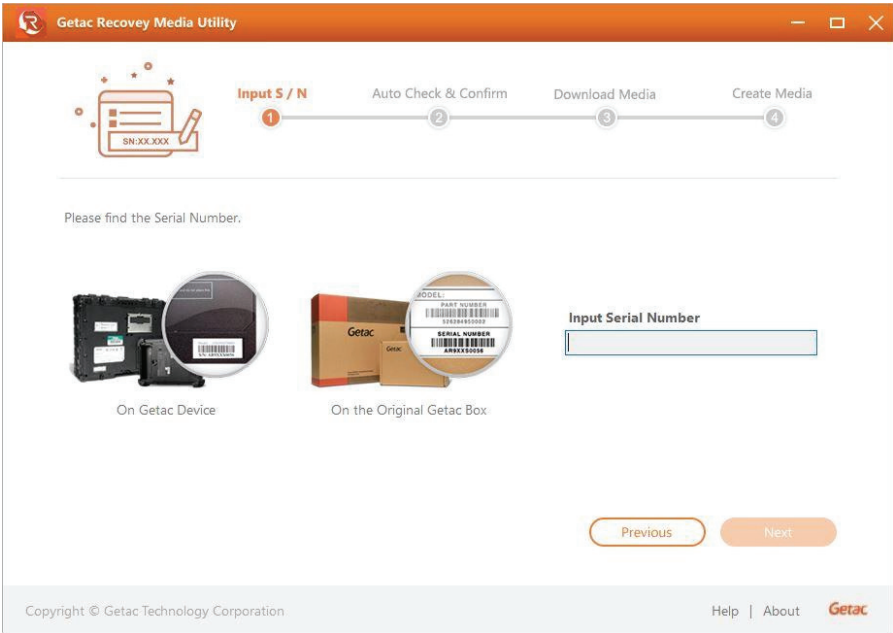 Getac Recovey Media Utility
Input S / N
Auto Check & Confirm
Download Media
Create Media
1
2
3
4
SN:XX.XXX
Please find the Serial Number.
MODEL:
PART NUMBER
SERIAL NUMBER
AR9XXS0056
Getac
Getac
Input Serial Number
On Getac Device
On the Original Getac Box
Previous
Next
Copyright © Getac Technology Corporation
Help | About
Getac